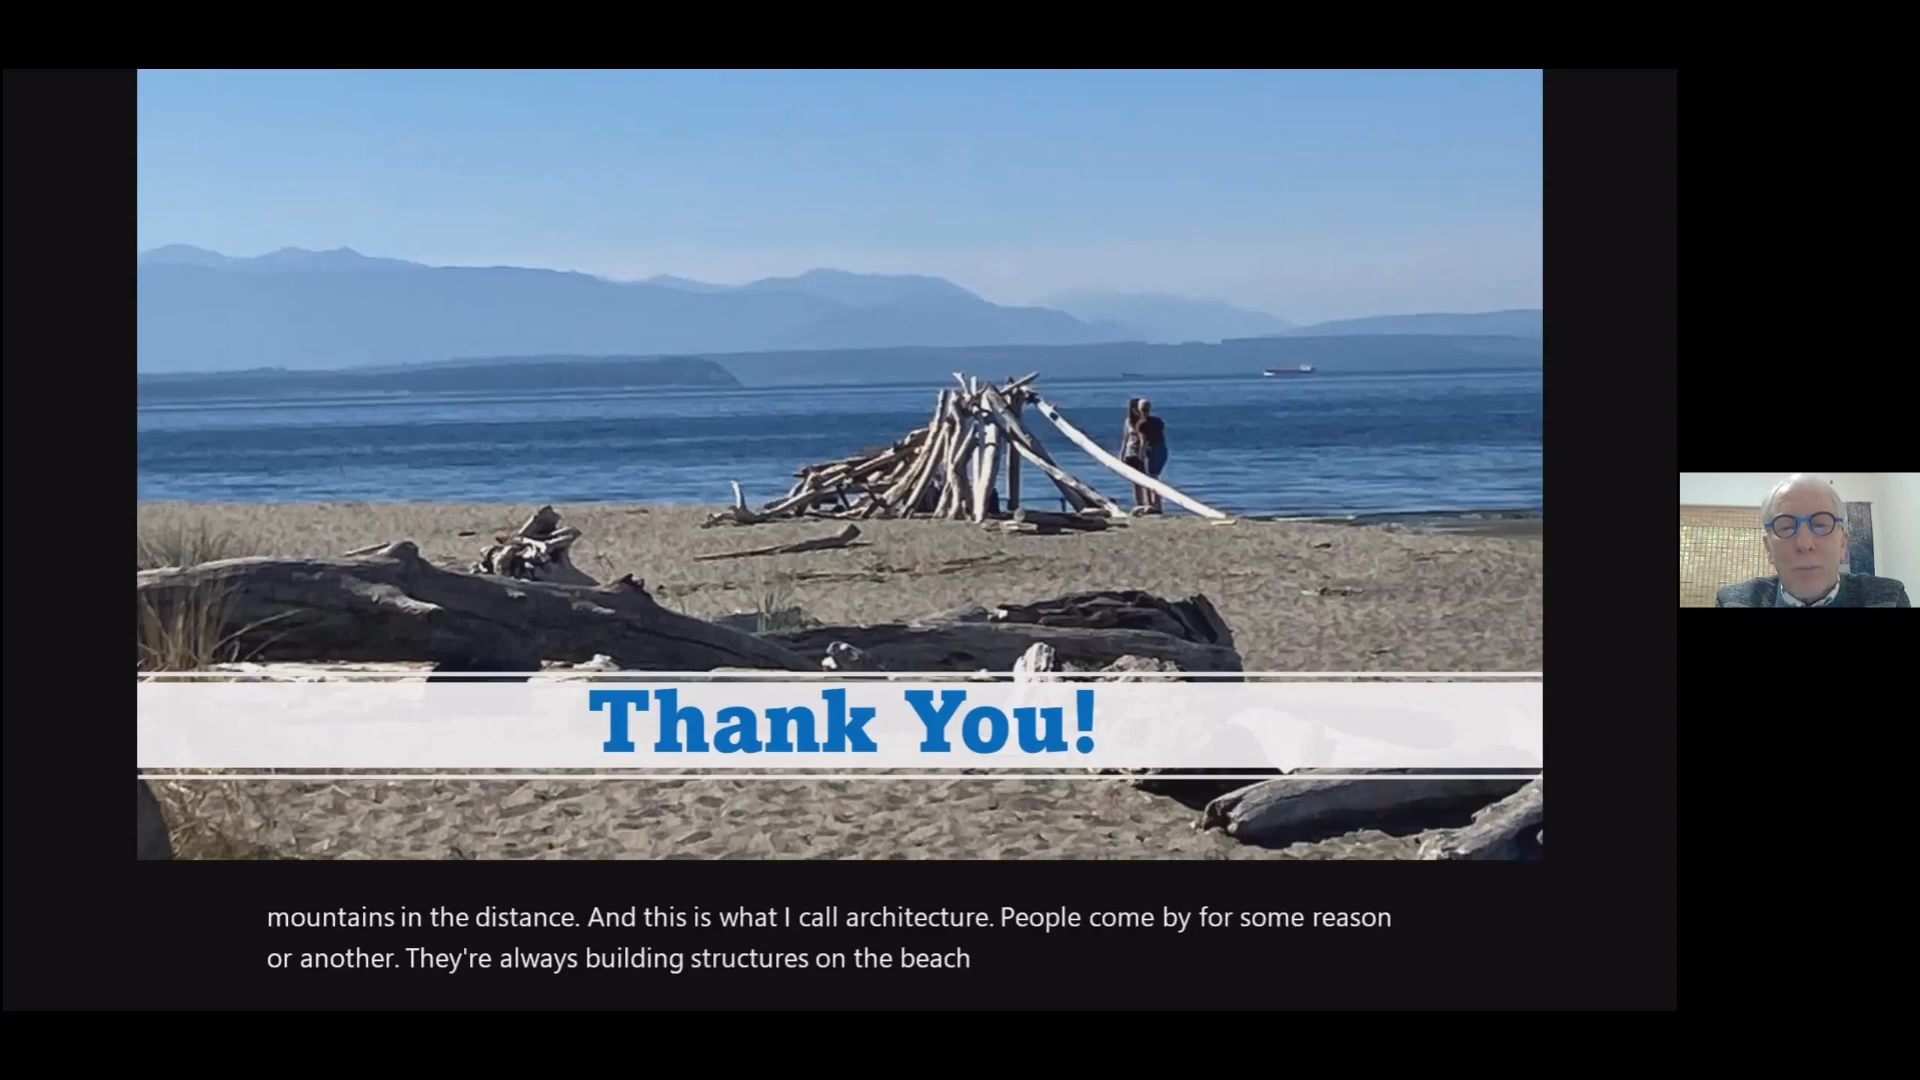 Thank You!
mountains in the distance. And this is what I call architecture. People come by for some reason
or another. They're always building structures on the beach